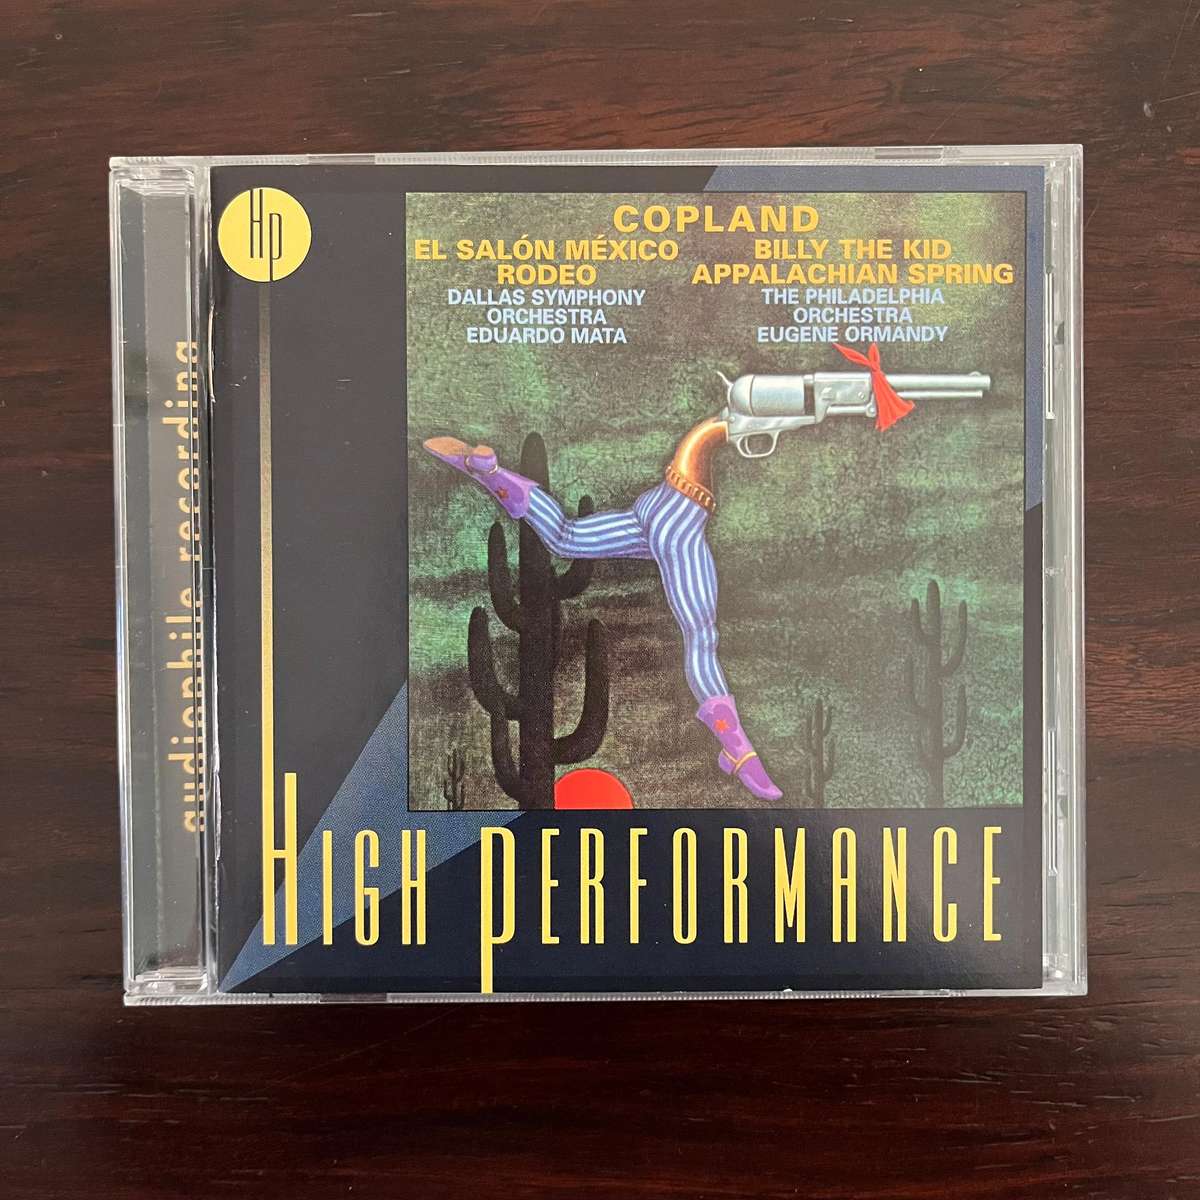 Hp
COPLAND
EL SALÓN MÉXICO
RODEO
DALLAS SYMPHONY
ORCHESTRA
EDUARDO MATA
BILLY THE KID
APPALACHIAN SPRING
THE PHILADELPHIA
ORCHESTRA
EUGENE ORMANDY
audiophile recording
HIGH PERFORMANCE